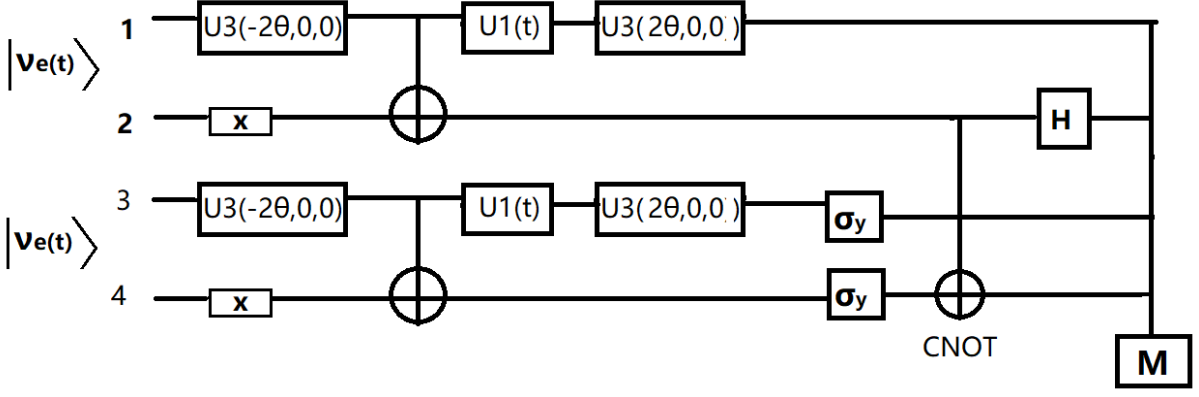 1 U3(-2θ,0,0) U1(t) U3(2θ,0,0)
|νe(t)⟩
2 x H
3 U3(-2θ,0,0) U1(t) U3(2θ,0,0)
σy
|νe(t)⟩
4 x σy
CNOT
M